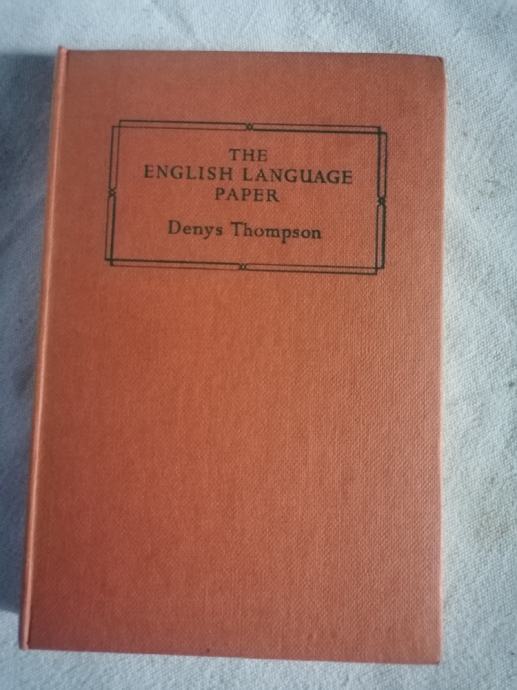 THE
ENGLISH LANGUAGE
PAPER
Denys Thompson